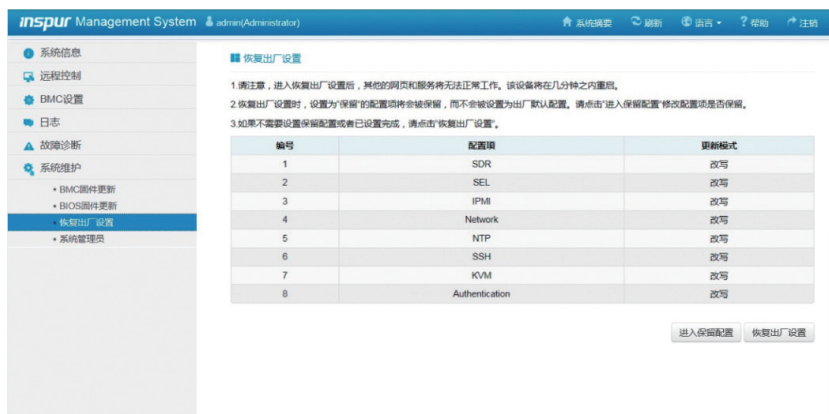 inspur Management System admin(Administrator) 系统摘要 刷新 语言 帮助 注销
系统信息
远程控制
BMC设置
日志
故障诊断
系统维护
• BMC固件更新
• BIOS固件更新
• 恢复出厂设置
• 系统管理员
恢复出厂设置
1.请注意，进入恢复出厂设置后，其他的网页和服务将无法正常工作。该设备将在几分钟之内重启。
2.恢复出厂设置时，设置为"保留"的配置项将会被保留，而不会被设置为出厂默认配置。请点击"进入保留配置"修改配置项是否保留。
3.如果不需要设置保留配置或者已设置完成，请点击"恢复出厂设置"。
编号 配置项 更新模式
1 SDR 改写
2 SEL 改写
3 IPMI 改写
4 Network 改写
5 NTP 改写
6 SSH 改写
7 KVM 改写
8 Authentication 改写
进入保留配置 恢复出厂设置